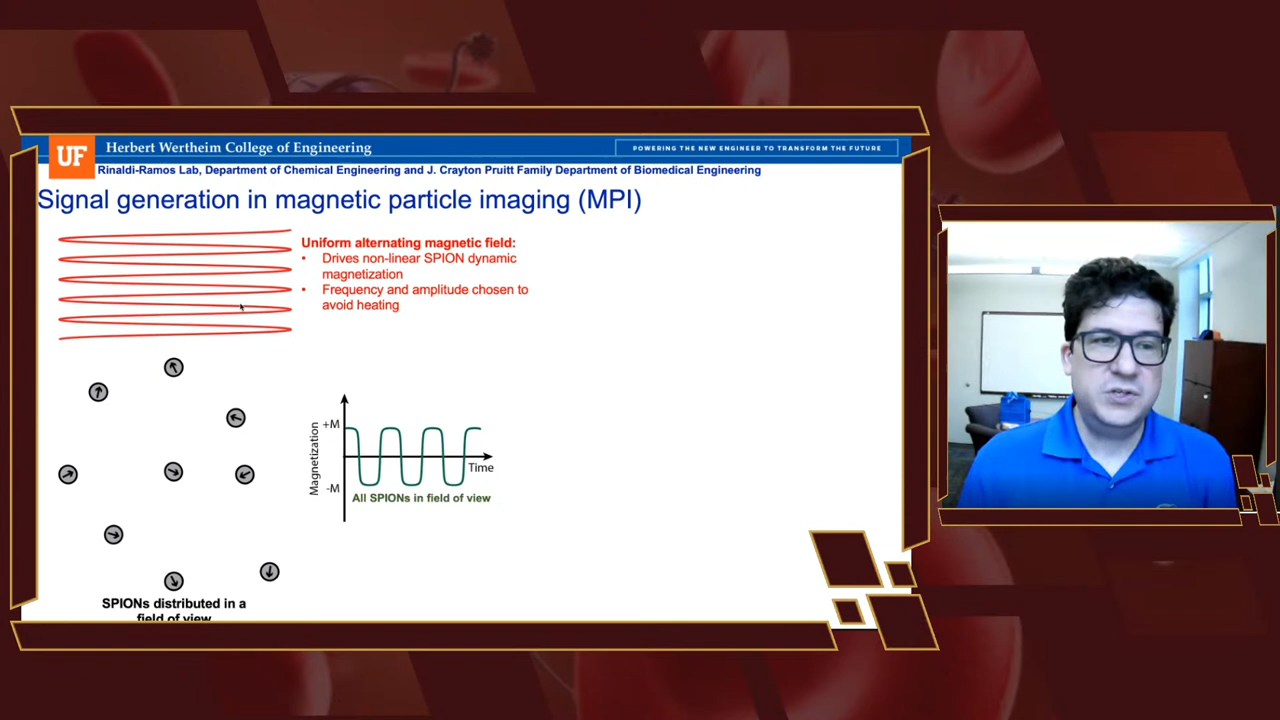 UF
Herbert Wertheim College of Engineering
POWERING THE NEW ENGINEER TO TRANSFORM THE FUTURE
Rinaldi-Ramos Lab, Department of Chemical Engineering and J. Crayton Pruitt Family Department of Biomedical Engineering
Signal generation in magnetic particle imaging (MPI)
Uniform alternating magnetic field:
• Drives non-linear SPION dynamic
magnetization
• Frequency and amplitude chosen to
avoid heating
+M
Magnetization
Time
-M
All SPIONs in field of view
SPIONs distributed in a
field of view